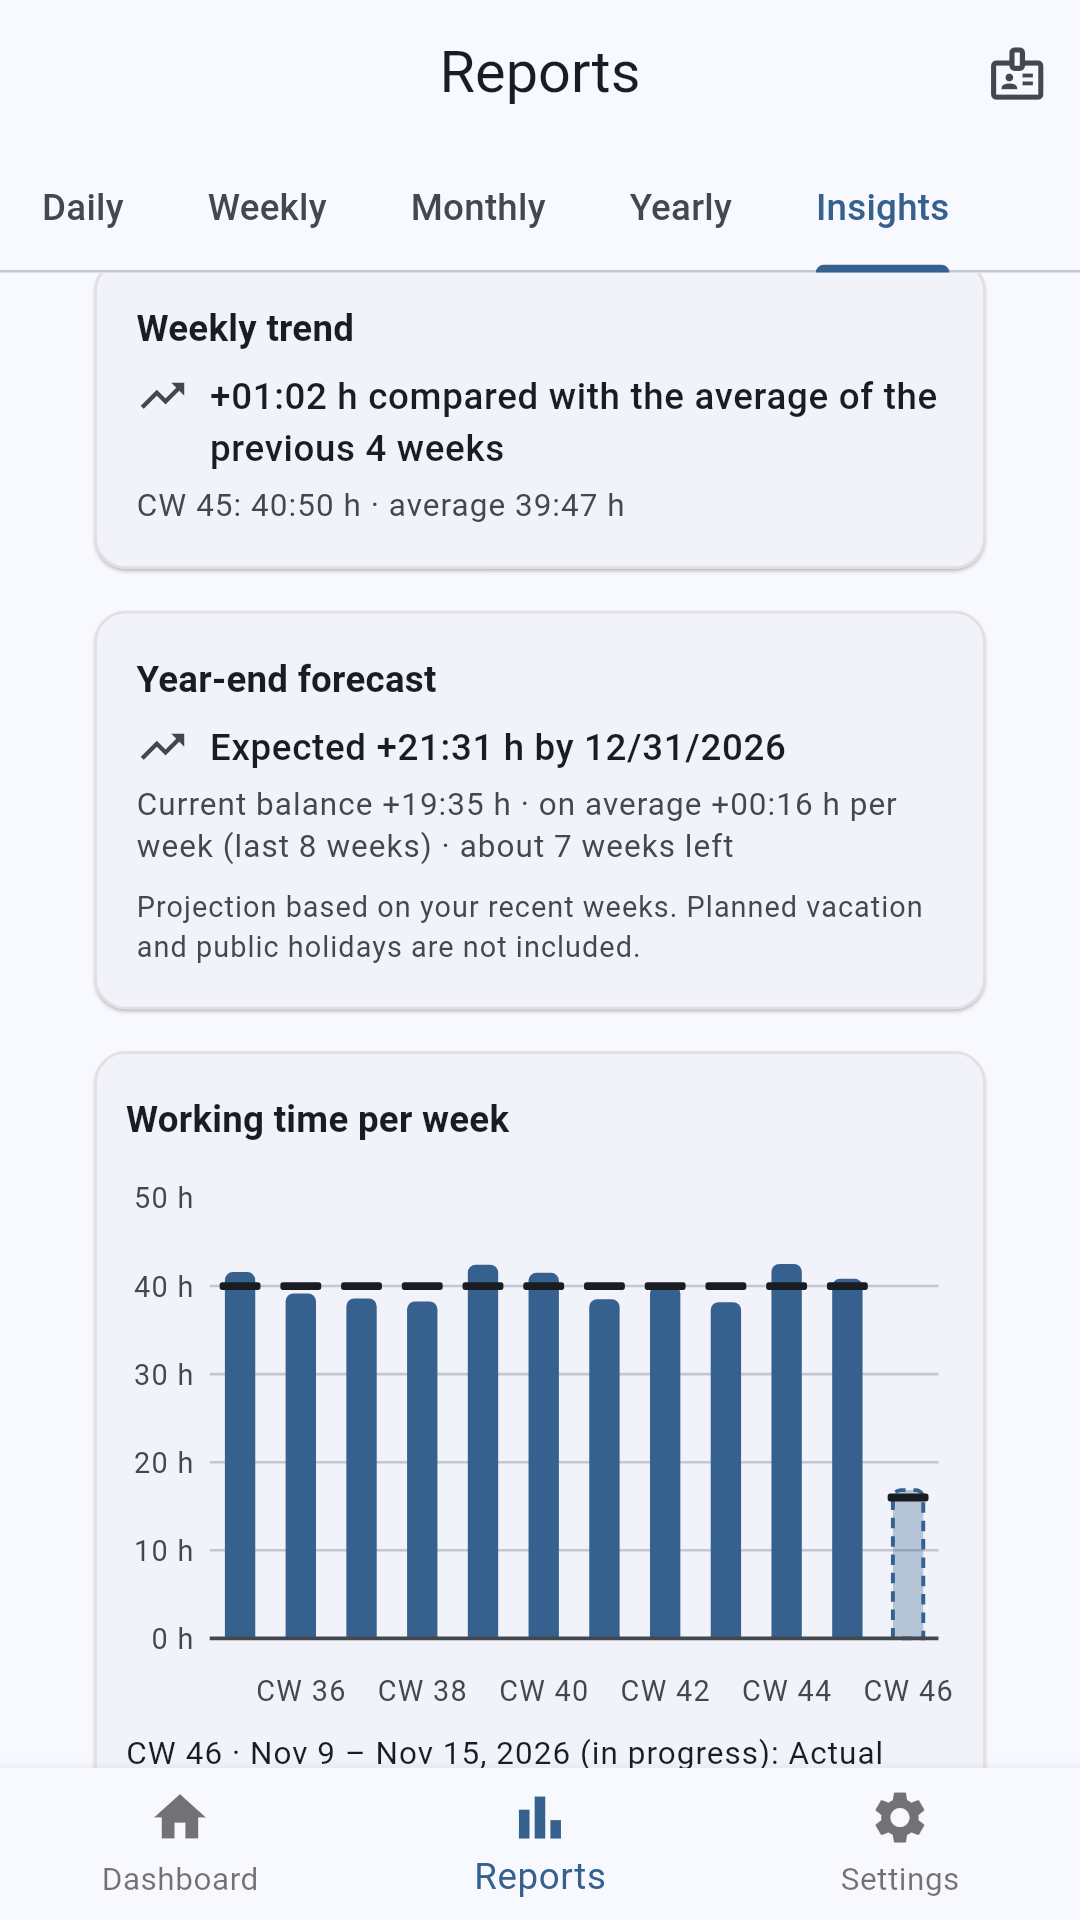 Reports
Daily Weekly Monthly Yearly Insights
Weekly trend
+01:02 h compared with the average of the
previous 4 weeks
CW 45: 40:50 h · average 39:47 h
Year-end forecast
Expected +21:31 h by 12/31/2026
Current balance +19:35 h · on average +00:16 h per
week (last 8 weeks) · about 7 weeks left
Projection based on your recent weeks. Planned vacation
and public holidays are not included.
Working time per week
50 h
40 h
30 h
20 h
10 h
0 h
CW 36 CW 38 CW 40 CW 42 CW 44 CW 46
CW 46 · Nov 9 – Nov 15, 2026 (in progress): Actual
Dashboard Reports Settings